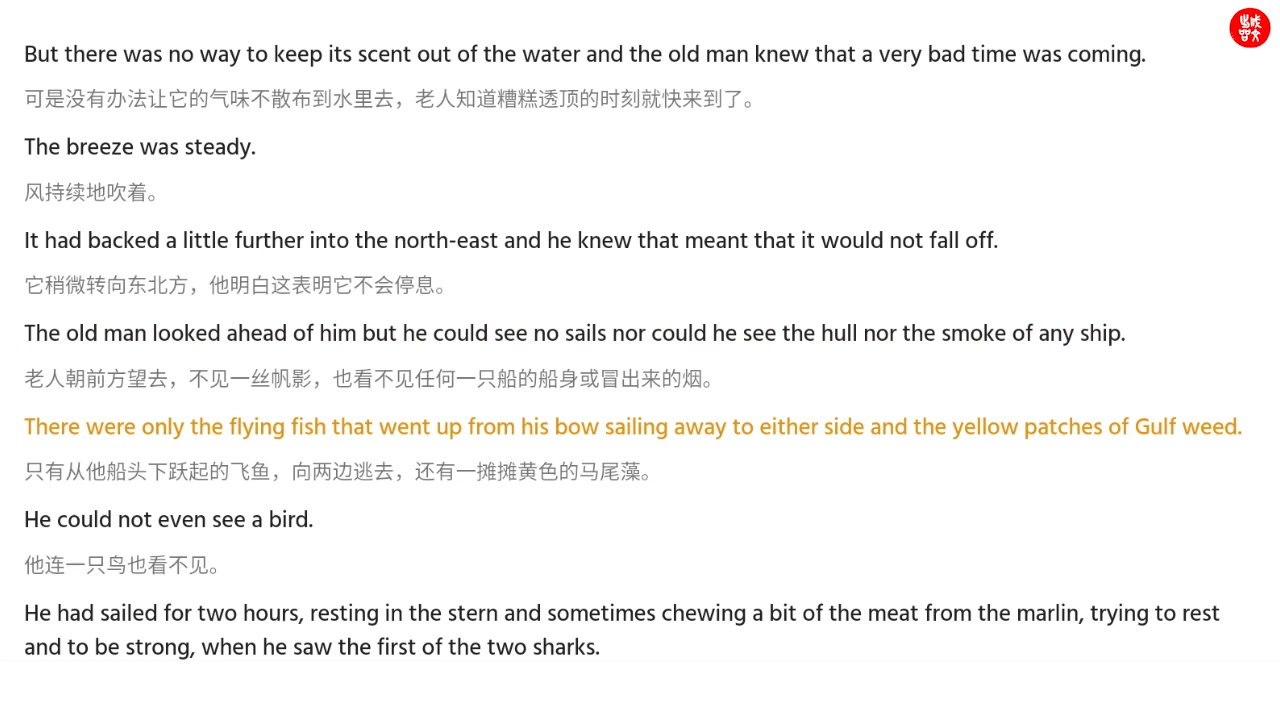 But there was no way to keep its scent out of the water and the old man knew that a very bad time was coming.
可是没有办法让它的气味不散布到水里去，老人知道糟糕透顶的时刻就快来到了。
The breeze was steady.
风持续地吹着。
It had backed a little further into the north-east and he knew that meant that it would not fall off.
它稍微转向东北方，他明白这表明它不会停息。
The old man looked ahead of him but he could see no sails nor could he see the hull nor the smoke of any ship.
老人朝前方望去，不见一丝帆影，也看不见任何一只船的船身或冒出来的烟。
There were only the flying fish that went up from his bow sailing away to either side and the yellow patches of Gulf weed.
只有从他船头下跃起的飞鱼，向两边逃去，还有一摊摊黄色的马尾藻。
He could not even see a bird.
他连一只鸟也看不见。
He had sailed for two hours, resting in the stern and sometimes chewing a bit of the meat from the marlin, trying to rest
and to be strong, when he saw the first of the two sharks.